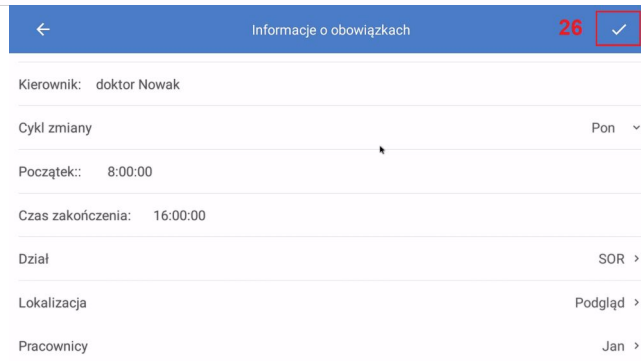 Informacje o obowiązkach 26
Kierownik: doktor Nowak
Cykl zmiany Pon
Początek:: 8:00:00
Czas zakończenia: 16:00:00
Dział SOR
Lokalizacja Podgląd
Pracownicy Jan